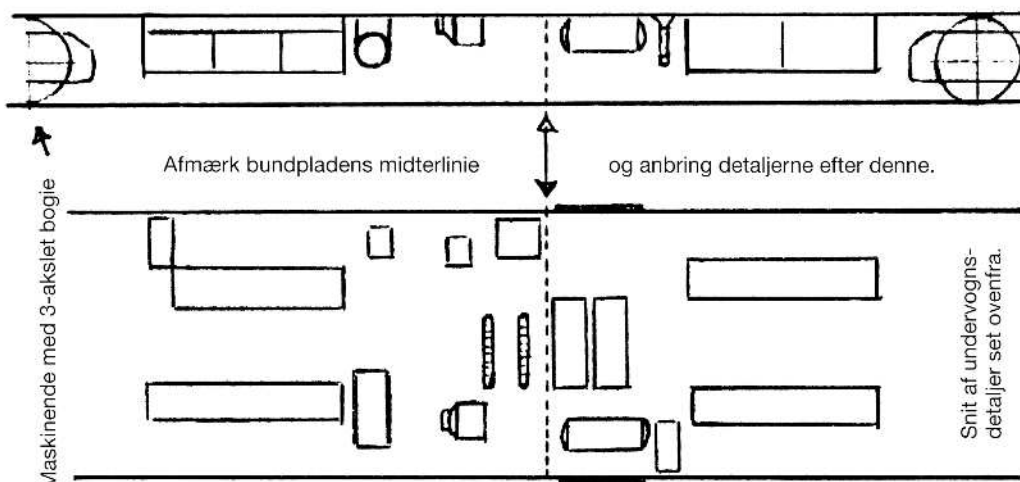 Afmærk bundpladens midterlinie
og anbring detaljerne efter denne.
Maskinende med 3-akslet bogie
Snit af undervogns-
detaljer set ovenfra.